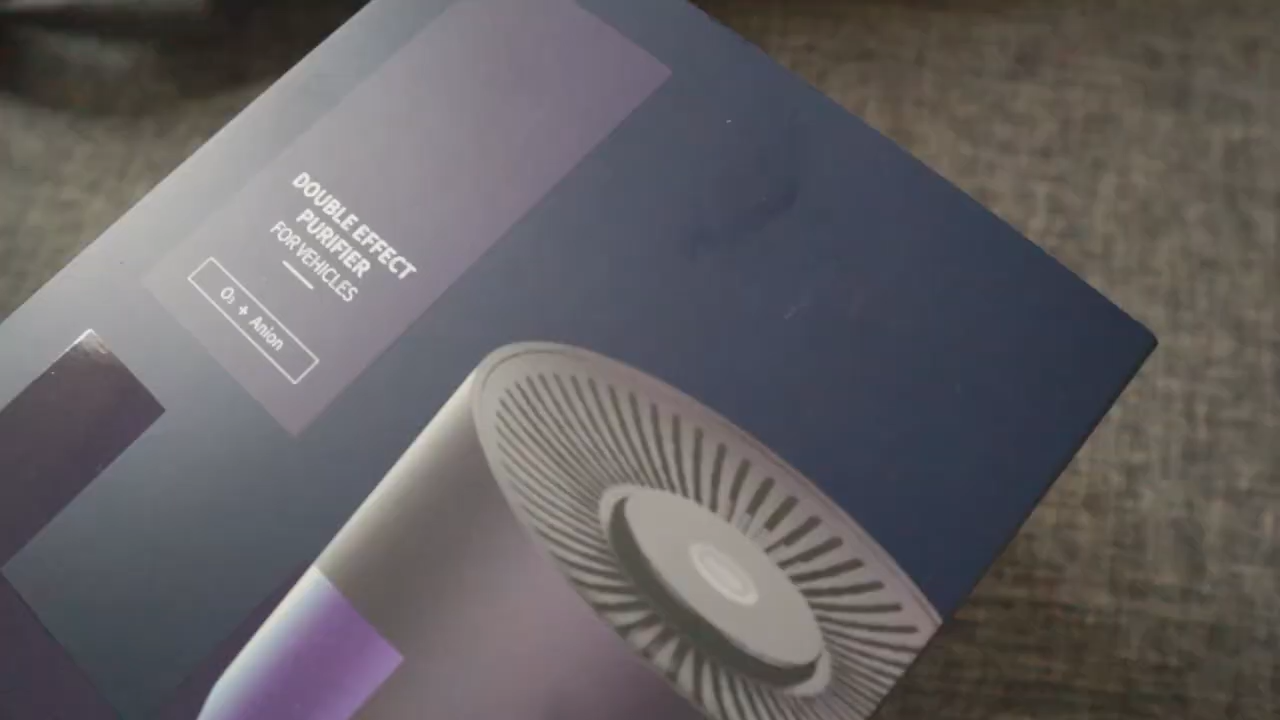 DOUBLE EFFECT
PURIFIER
FOR VEHICLES
O₃ + Anion